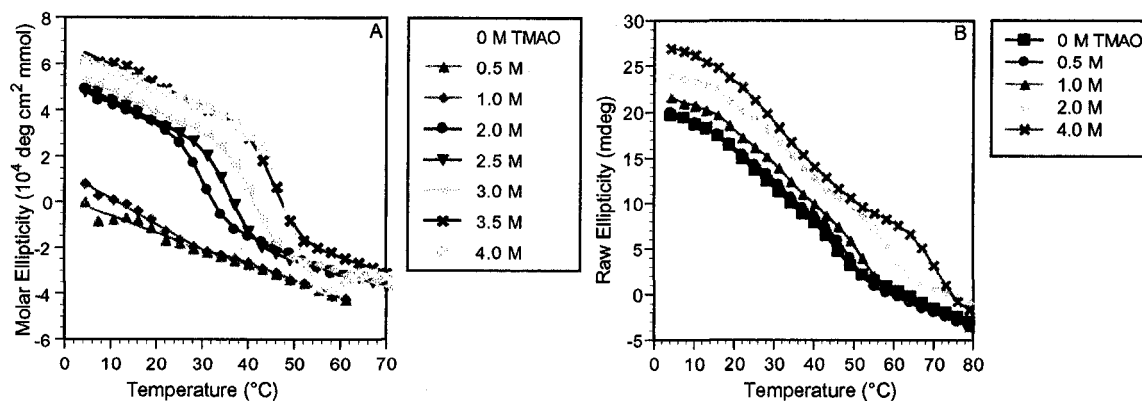 A
6
4
2
0
-2
-4
-6
0 10 20 30 40 50 60 70
Molar Ellipticity (10⁴ deg cm² mmol)
Temperature (°C)
0 M TMAO
0.5 M
1.0 M
2.0 M
2.5 M
3.0 M
3.5 M
4.0 M
B
30
25
20
15
10
5
0
-5
0 10 20 30 40 50 60 70 80
Raw Ellipticity (mdeg)
Temperature (°C)
0 M TMAO
0.5 M
1.0 M
2.0 M
4.0 M